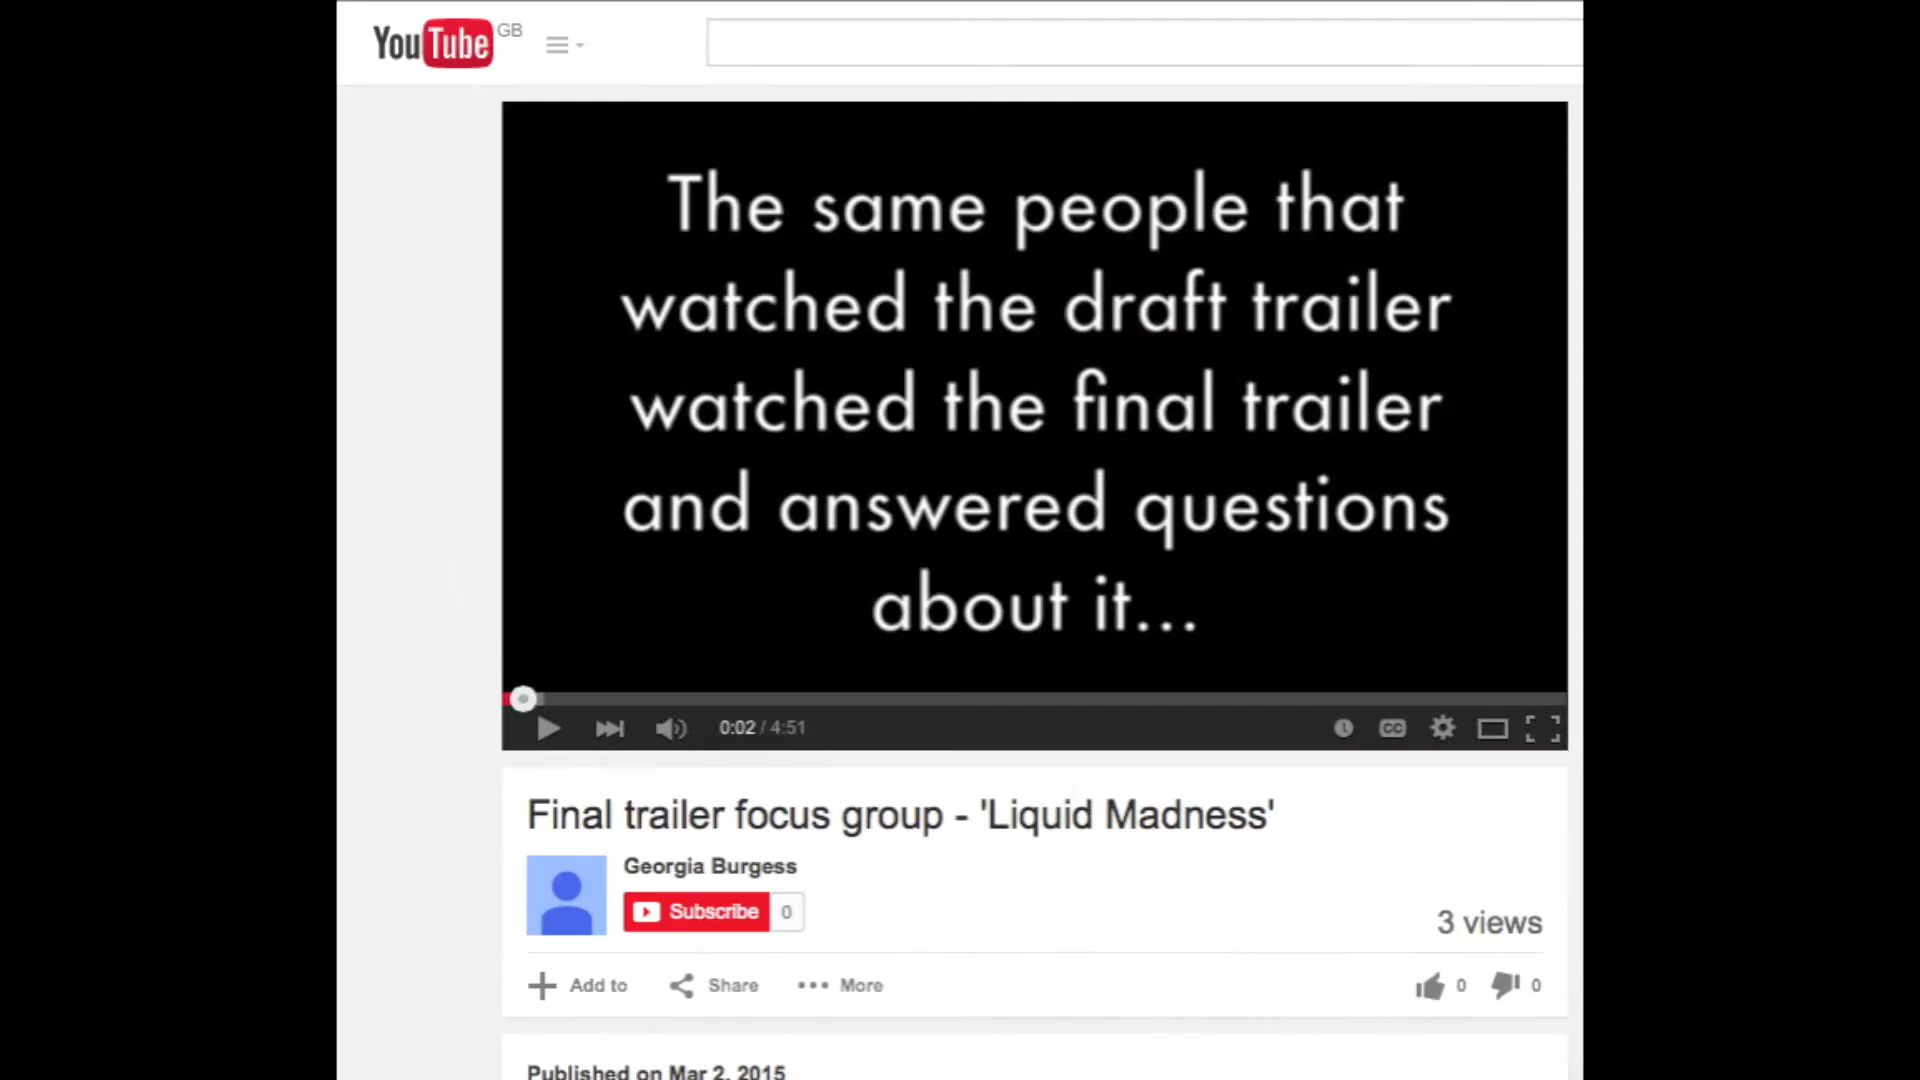 YouTube GB
The same people that
watched the draft trailer
watched the final trailer
and answered questions
about it...
0:02 / 4:51
CC
Final trailer focus group - 'Liquid Madness'
Georgia Burgess
Subscribe 0
3 views
Add to Share More 0 0
Published on Mar 2, 2015